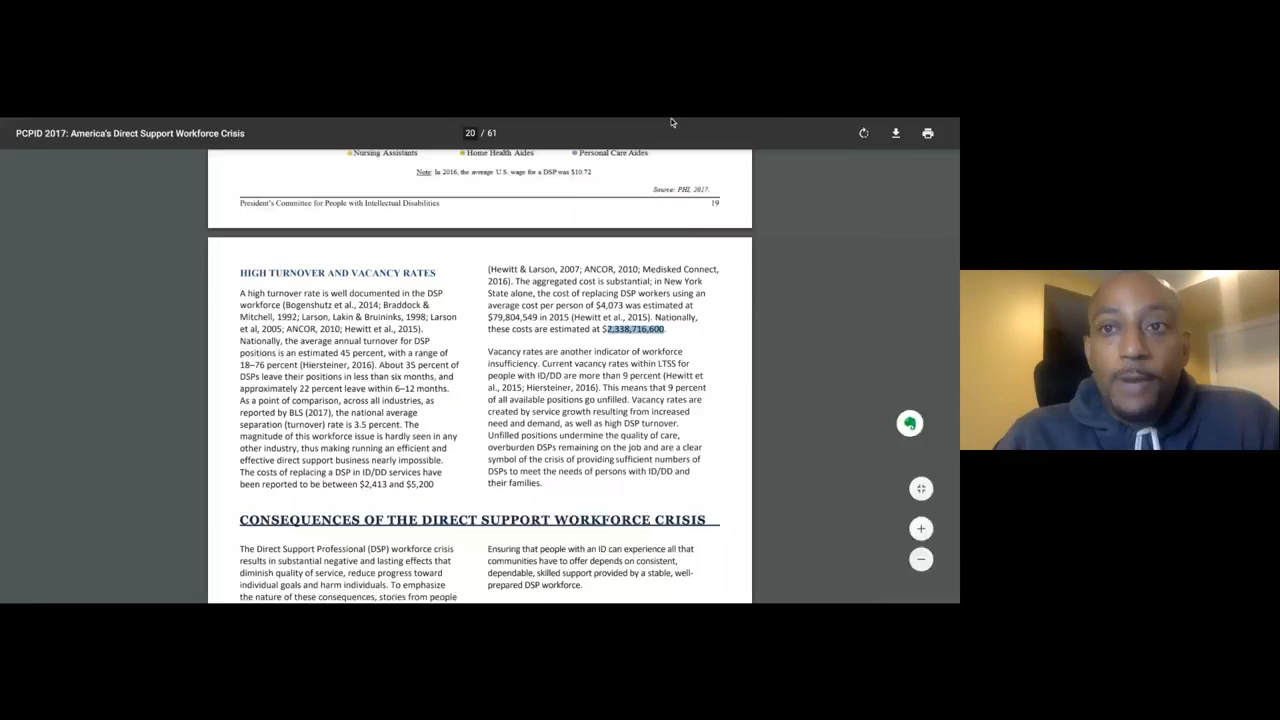 PCPID 2017: America's Direct Support Workforce Crisis
20 / 61
Nursing Assistants Home Health Aides Personal Care Aides
Note: In 2016, the average U.S. wage for a DSP was $10.72
Source: PHI, 2017.
President's Committee for People with Intellectual Disabilities 19
HIGH TURNOVER AND VACANCY RATES
A high turnover rate is well documented in the DSP
workforce (Bogenshutz et al., 2014; Braddock &
Mitchell, 1992; Larson, Lakin & Bruininks, 1998; Larson
et al, 2005; ANCOR, 2010; Hewitt et al., 2015).
Nationally, the average annual turnover for DSP
positions is an estimated 45 percent, with a range of
18–76 percent (Hiersteiner, 2016). About 35 percent of
DSPs leave their positions in less than six months, and
approximately 22 percent leave within 6–12 months.
As a point of comparison, across all industries, as
reported by BLS (2017), the national average
separation (turnover) rate is 3.5 percent. The
magnitude of this workforce issue is hardly seen in any
other industry, thus making running an efficient and
effective direct support business nearly impossible.
The costs of replacing a DSP in ID/DD services have
been reported to be between $2,413 and $5,200
(Hewitt & Larson, 2007; ANCOR, 2010; Medisked Connect,
2016). The aggregated cost is substantial; in New York
State alone, the cost of replacing DSP workers using an
average cost per person of $4,073 was estimated at
$79,804,549 in 2015 (Hewitt et al., 2015). Nationally,
these costs are estimated at $2,338,716,600.
Vacancy rates are another indicator of workforce
insufficiency. Current vacancy rates within LTSS for
people with ID/DD are more than 9 percent (Hewitt et
al., 2015; Hiersteiner, 2016). This means that 9 percent
of all available positions go unfilled. Vacancy rates are
created by service growth resulting from increased
need and demand, as well as high DSP turnover.
Unfilled positions undermine the quality of care,
overburden DSPs remaining on the job and are a clear
symbol of the crisis of providing sufficient numbers of
DSPs to meet the needs of persons with ID/DD and
their families.
CONSEQUENCES OF THE DIRECT SUPPORT WORKFORCE CRISIS
The Direct Support Professional (DSP) workforce crisis
results in substantial negative and lasting effects that
diminish quality of service, reduce progress toward
individual goals and harm individuals. To emphasize
the nature of these consequences, stories from people
Ensuring that people with an ID can experience all that
communities have to offer depends on consistent,
dependable, skilled support provided by a stable, well-
prepared DSP workforce.